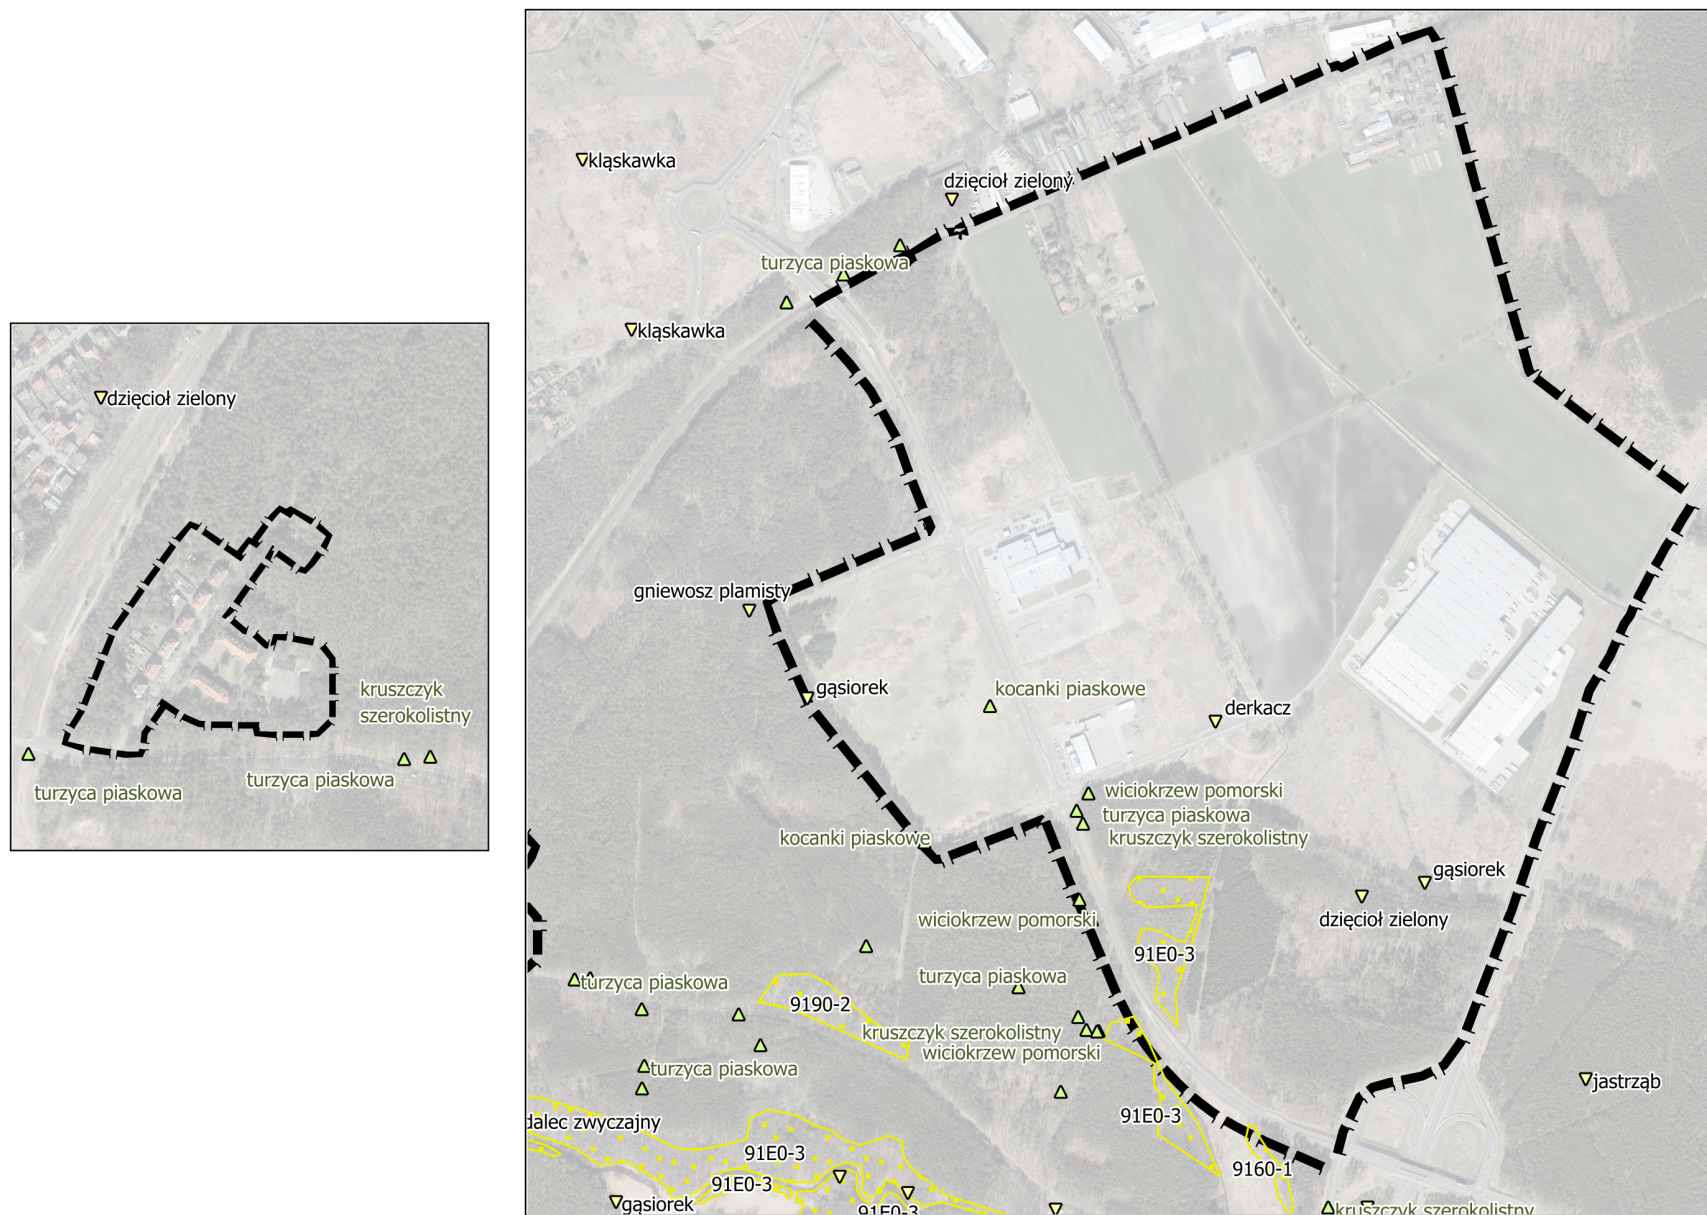 dzięcioł zielony
kruszczyk
szerokolistny
turzyca piaskowa
turzyca piaskowa
kląskawka
dzięcioł zielony
turzyca piaskowa
kląskawka
gniewosz plamisty
gąsiorek
kocanki piaskowe
derkacz
wiciokrzew pomorski
turzyca piaskowa
kruszczyk szerokolistny
kocanki piaskowe
gąsiorek
dzięcioł zielony
wiciokrzew pomorski
91E0-3
turzyca piaskowa
turzyca piaskowa
9190-2
kruszczyk szerokolistny
wiciokrzew pomorski
turzyca piaskowa
jastrząb
91E0-3
dalec zwyczajny
91E0-3
9160-1
91E0-3
gąsiorek
91E0-3
kruszczyk szerokolistny